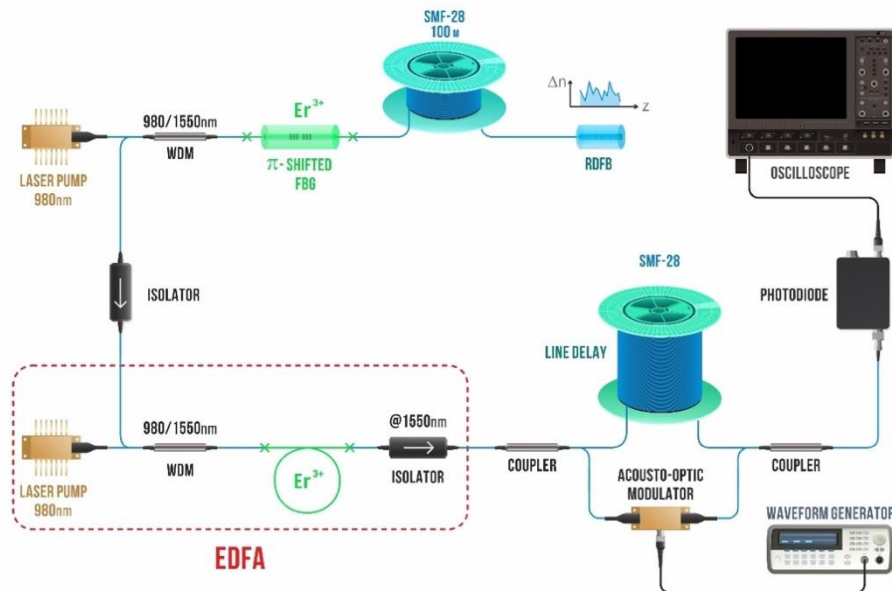 SMF-28
100 м
Δn
z
Er³⁺
980/1550nm
WDM
π- SHIFTED
FBG
RDFB
LASER PUMP
980nm
OSCILLOSCOPE
ISOLATOR
SMF-28
PHOTODIODE
LINE DELAY
980/1550nm
@1550nm
WDM
Er³⁺
ISOLATOR
COUPLER
COUPLER
LASER PUMP
980nm
ACOUSTO-OPTIC
MODULATOR
WAVEFORM GENERATOR
EDFA